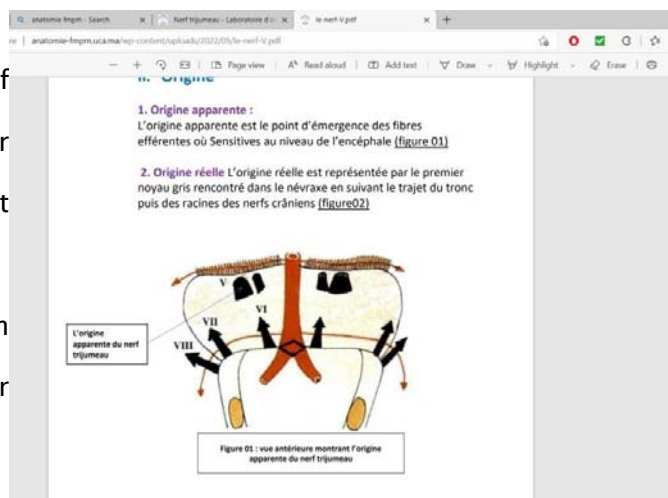 anatomie fmpm - Search
Nerf trijumeau - Laboratoire d'a
le-nerf-V.pdf
anatomie-fmpm.uca.ma/wp-content/uploads/2022/05/le-nerf-V.pdf
Page view
Read aloud
Add text
Draw
Highlight
Erase
II. Origine
1. Origine apparente :
L'origine apparente est le point d'émergence des fibres
efférentes où Sensitives au niveau de l'encéphale (figure 01)
2. Origine réelle L'origine réelle est représentée par le premier
noyau gris rencontré dans le névraxe en suivant le trajet du tronc
puis des racines des nerfs crâniens (figure02)
V
VI
VII
VIII
L'origine
apparente du nerf
trijumeau
Figure 01 : vue antérieure montrant l'origine
apparente du nerf trijumeau